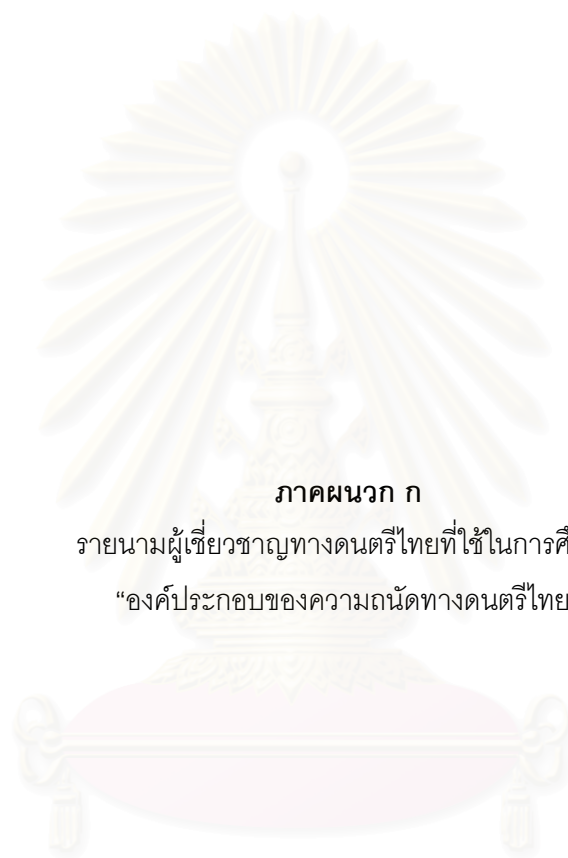 ภาคผนวก ก
รายนามผู้เชี่ยวชาญทางดนตรีไทยที่ใช้ในการศึ
“องค์ประกอบของความถนัดทางดนตรีไทย